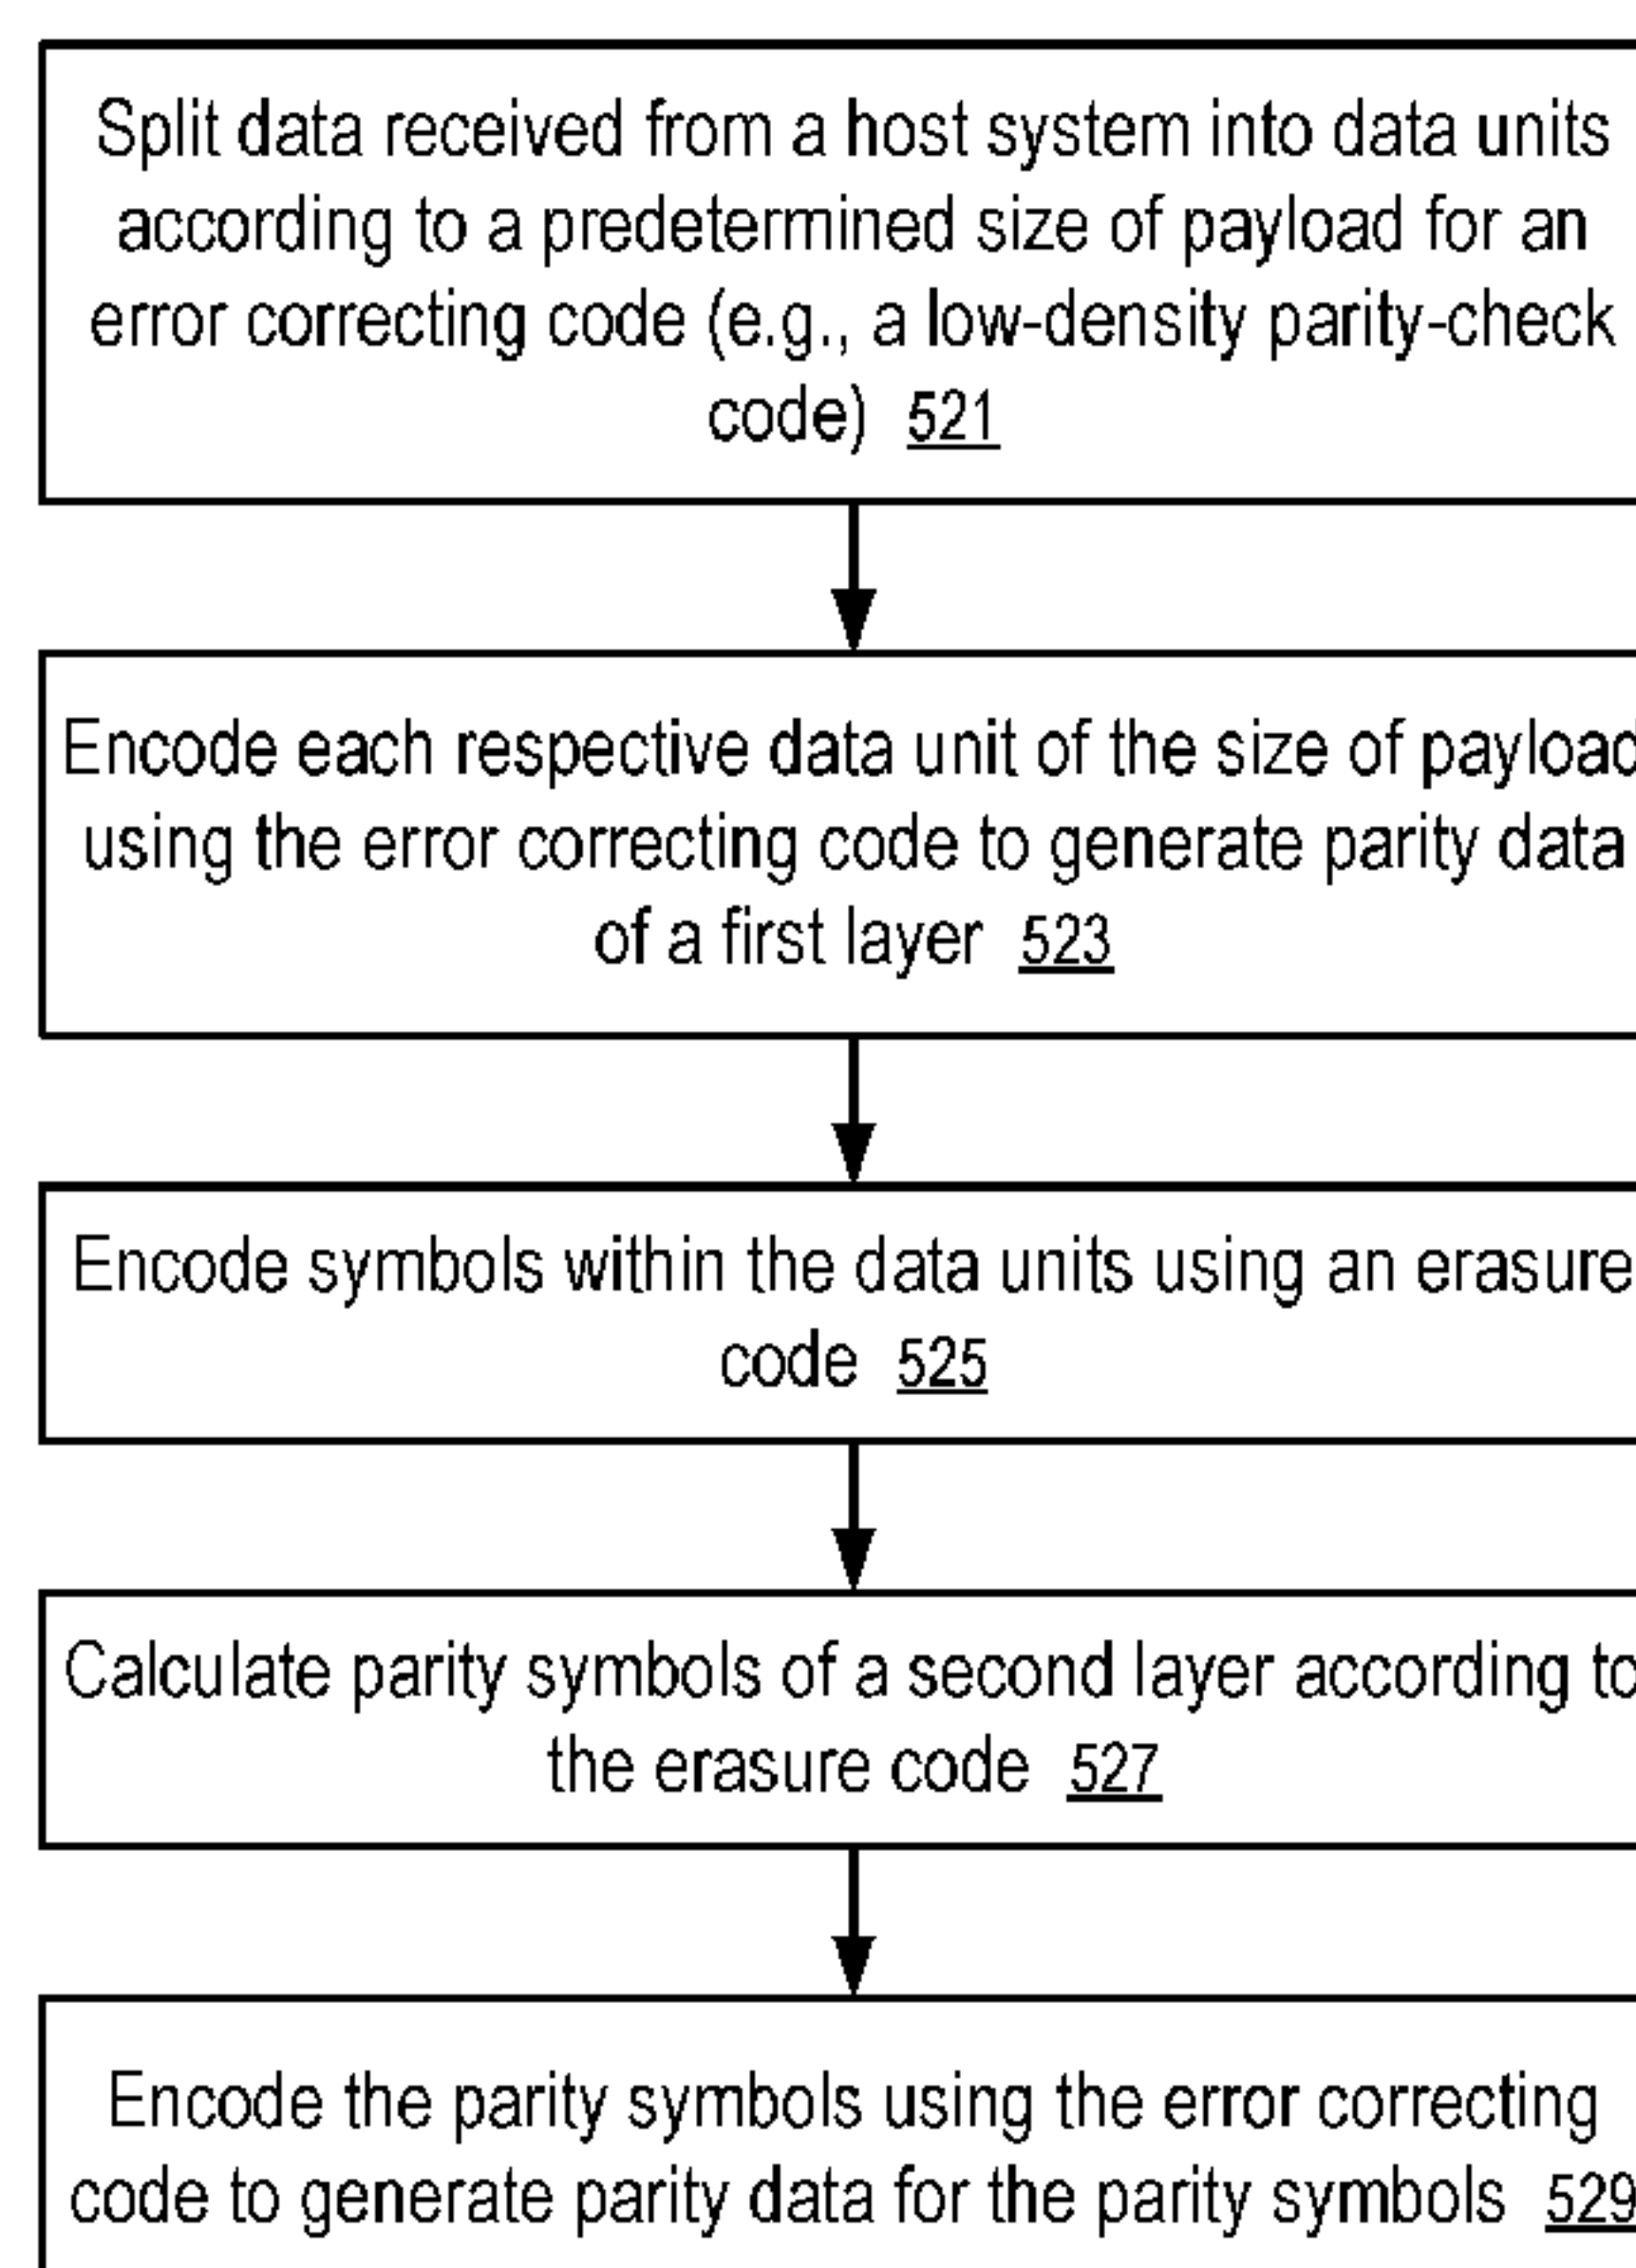 Split data received from a host system into data units
according to a predetermined size of payload for an
error correcting code (e.g., a low-density parity-check
code) 521
Encode each respective data unit of the size of payload
using the error correcting code to generate parity data
of a first layer 523
Encode symbols within the data units using an erasure
code 525
Calculate parity symbols of a second layer according to
the erasure code 527
Encode the parity symbols using the error correcting
code to generate parity data for the parity symbols 529